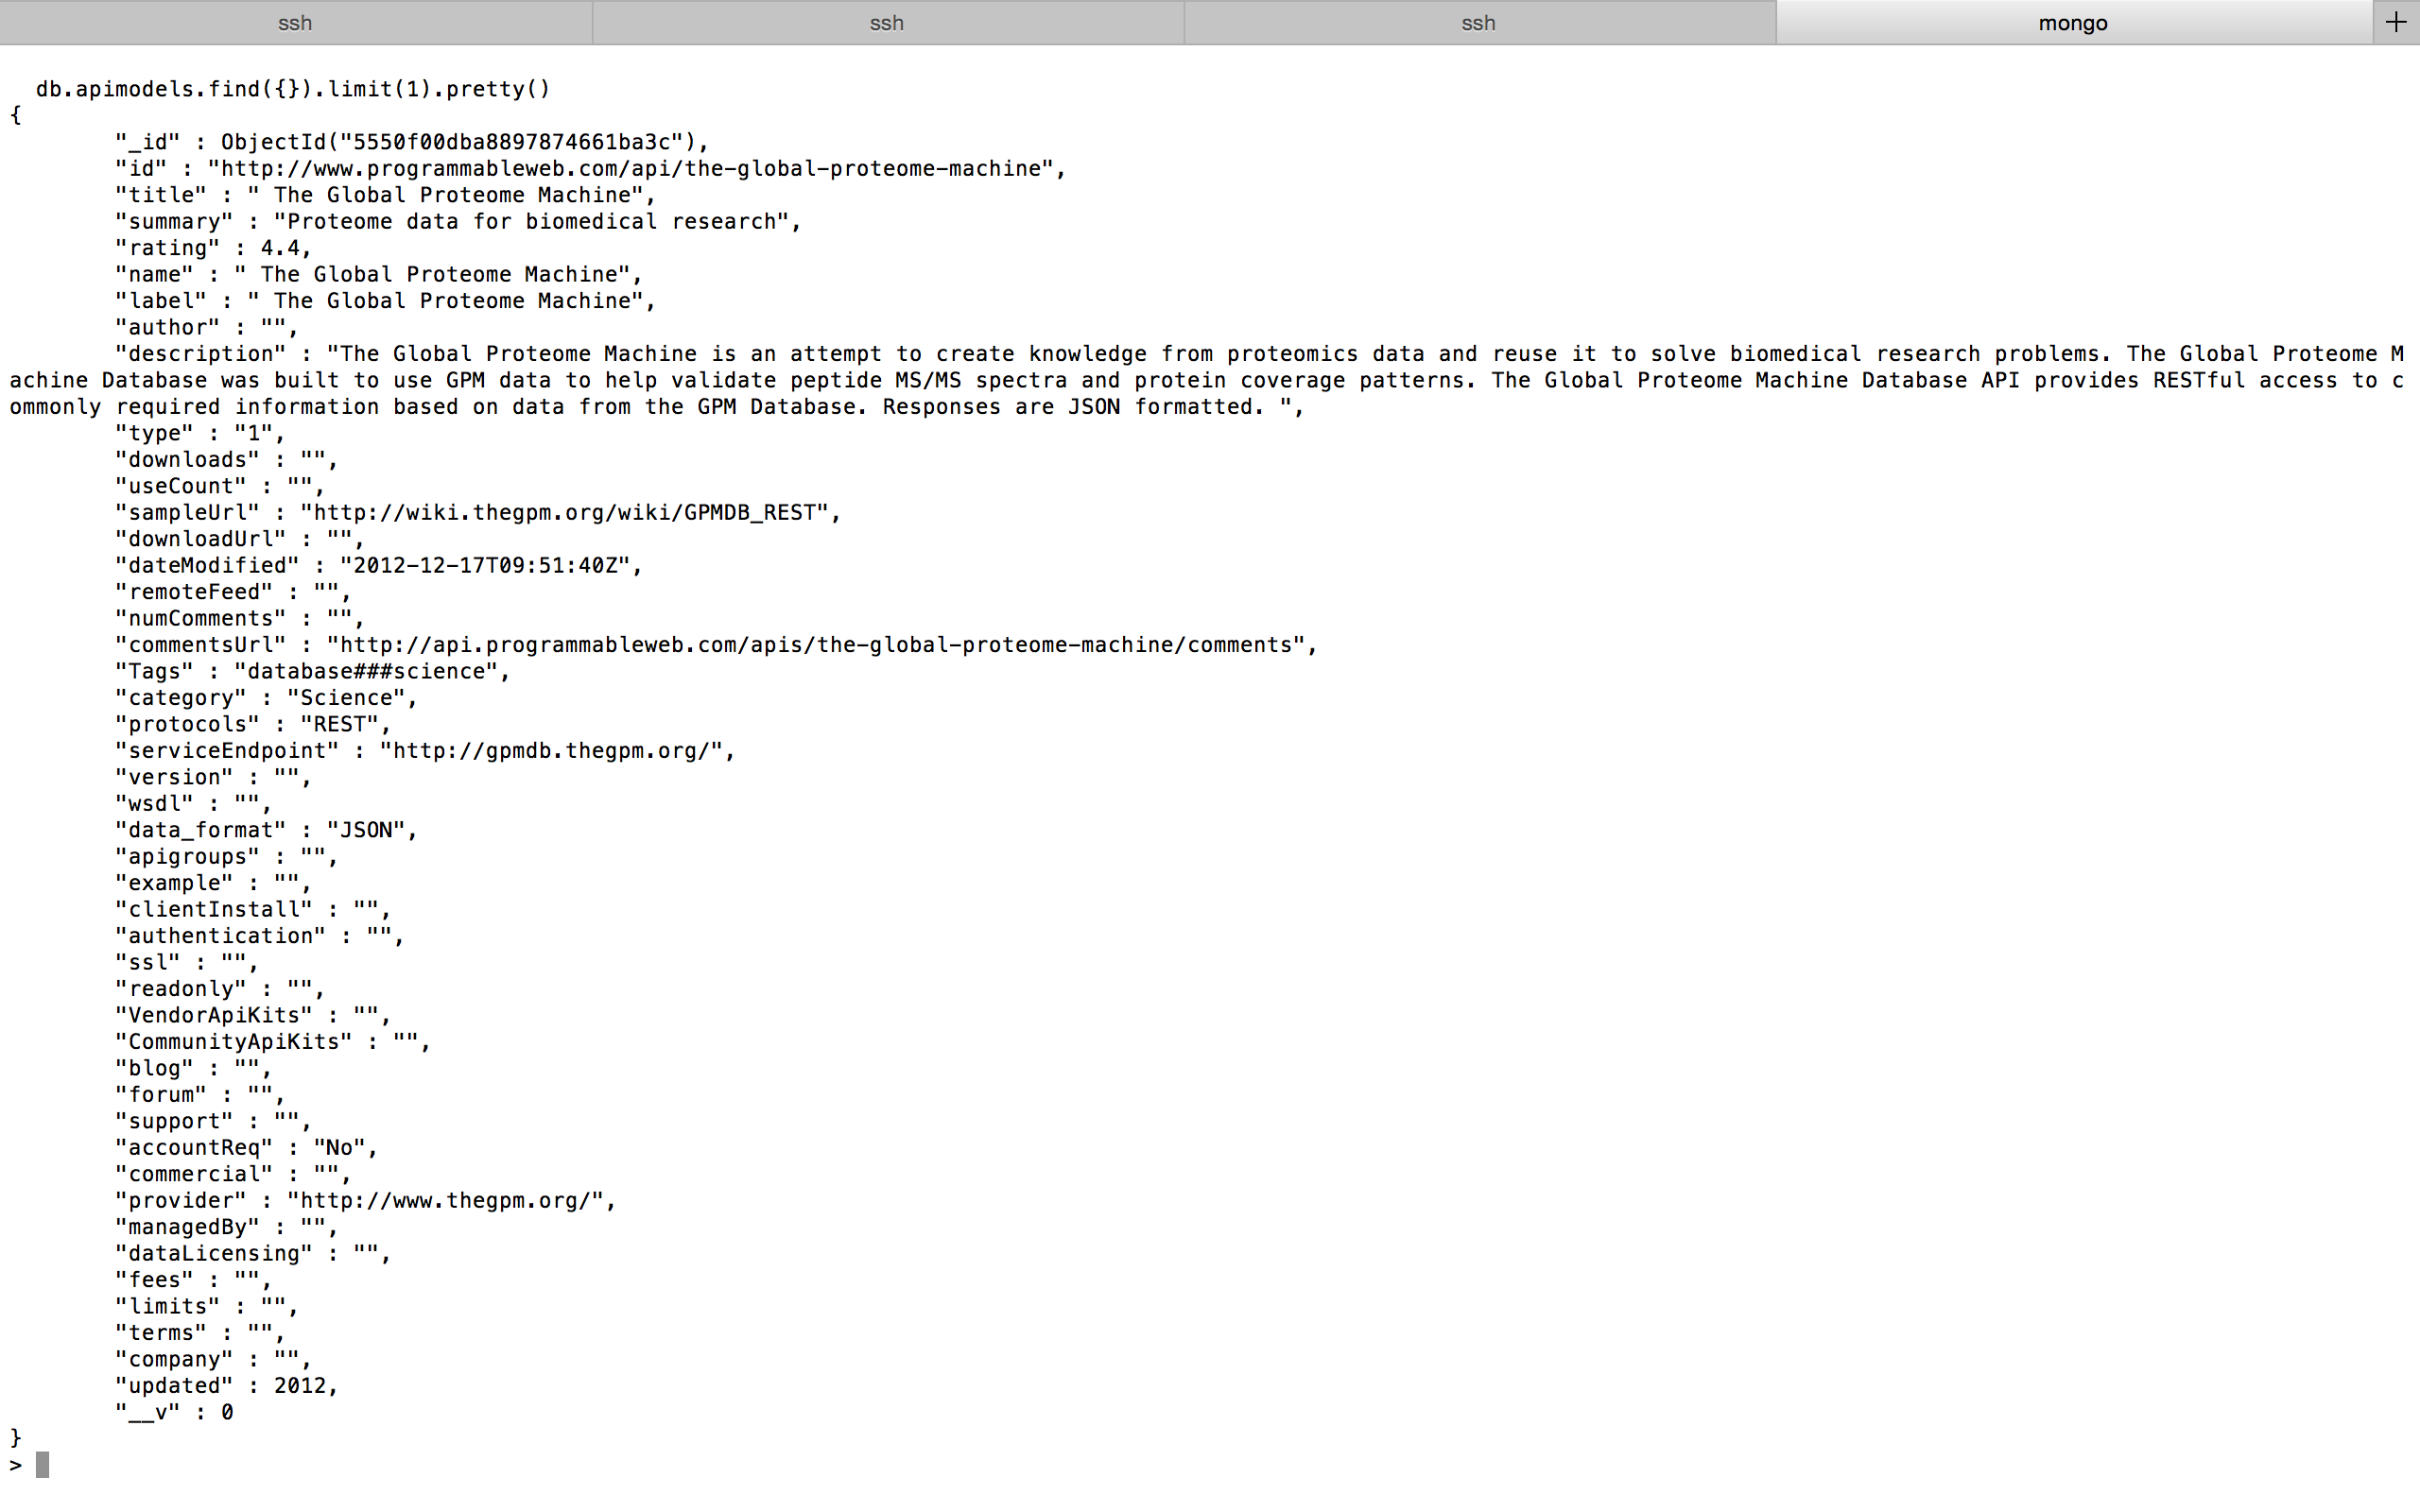 ssh ssh ssh mongo +
db.apimodels.find({}).limit(1).pretty()
{
"_id" : ObjectId("5550f00dba8897874661ba3c"),
"id" : "http://www.programmableweb.com/api/the-global-proteome-machine",
"title" : " The Global Proteome Machine",
"summary" : "Proteome data for biomedical research",
"rating" : 4.4,
"name" : " The Global Proteome Machine",
"label" : " The Global Proteome Machine",
"author" : "",
"description" : "The Global Proteome Machine is an attempt to create knowledge from proteomics data and reuse it to solve biomedical research problems. The Global Proteome M
achine Database was built to use GPM data to help validate peptide MS/MS spectra and protein coverage patterns. The Global Proteome Machine Database API provides RESTful access to c
ommonly required information based on data from the GPM Database. Responses are JSON formatted. ",
"type" : "1",
"downloads" : "",
"useCount" : "",
"sampleUrl" : "http://wiki.thegpm.org/wiki/GPMDB_REST",
"downloadUrl" : "",
"dateModified" : "2012-12-17T09:51:40Z",
"remoteFeed" : "",
"numComments" : "",
"commentsUrl" : "http://api.programmableweb.com/apis/the-global-proteome-machine/comments",
"Tags" : "database###science",
"category" : "Science",
"protocols" : "REST",
"serviceEndpoint" : "http://gpmdb.thegpm.org/",
"version" : "",
"wsdl" : "",
"data_format" : "JSON",
"apigroups" : "",
"example" : "",
"clientInstall" : "",
"authentication" : "",
"ssl" : "",
"readonly" : "",
"VendorApiKits" : "",
"CommunityApiKits" : "",
"blog" : "",
"forum" : "",
"support" : "",
"accountReq" : "No",
"commercial" : "",
"provider" : "http://www.thegpm.org/",
"managedBy" : "",
"dataLicensing" : "",
"fees" : "",
"limits" : "",
"terms" : "",
"company" : "",
"updated" : 2012,
"__v" : 0
}
>